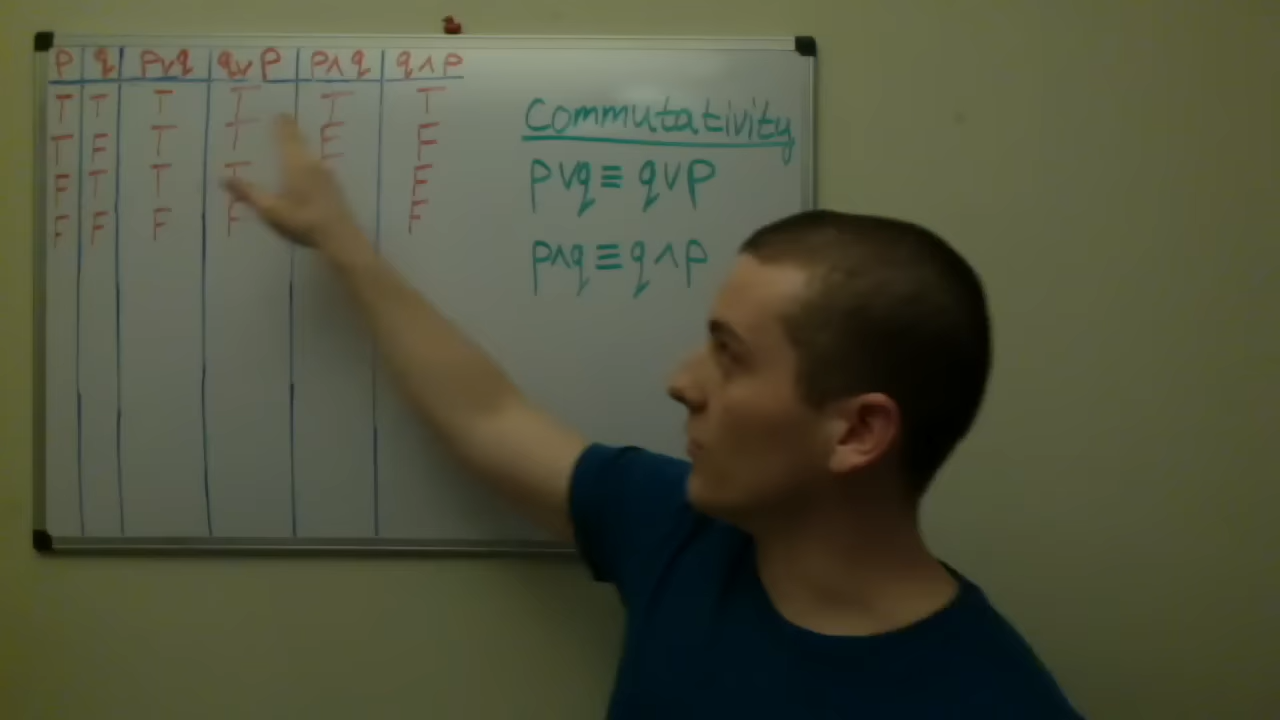 p q p∨q q∨p p∧q q∧p
T T T T T T
T F T T F F
F T T T F
F F F F F
Commutativity
p∨q ≡ q∨p
p∧q ≡ q∧p